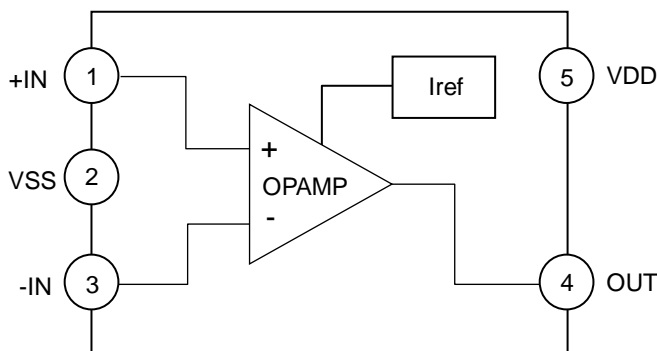 +IN
1
Iref
5
VDD
+
VSS
2
OPAMP
-
-IN
3
4
OUT